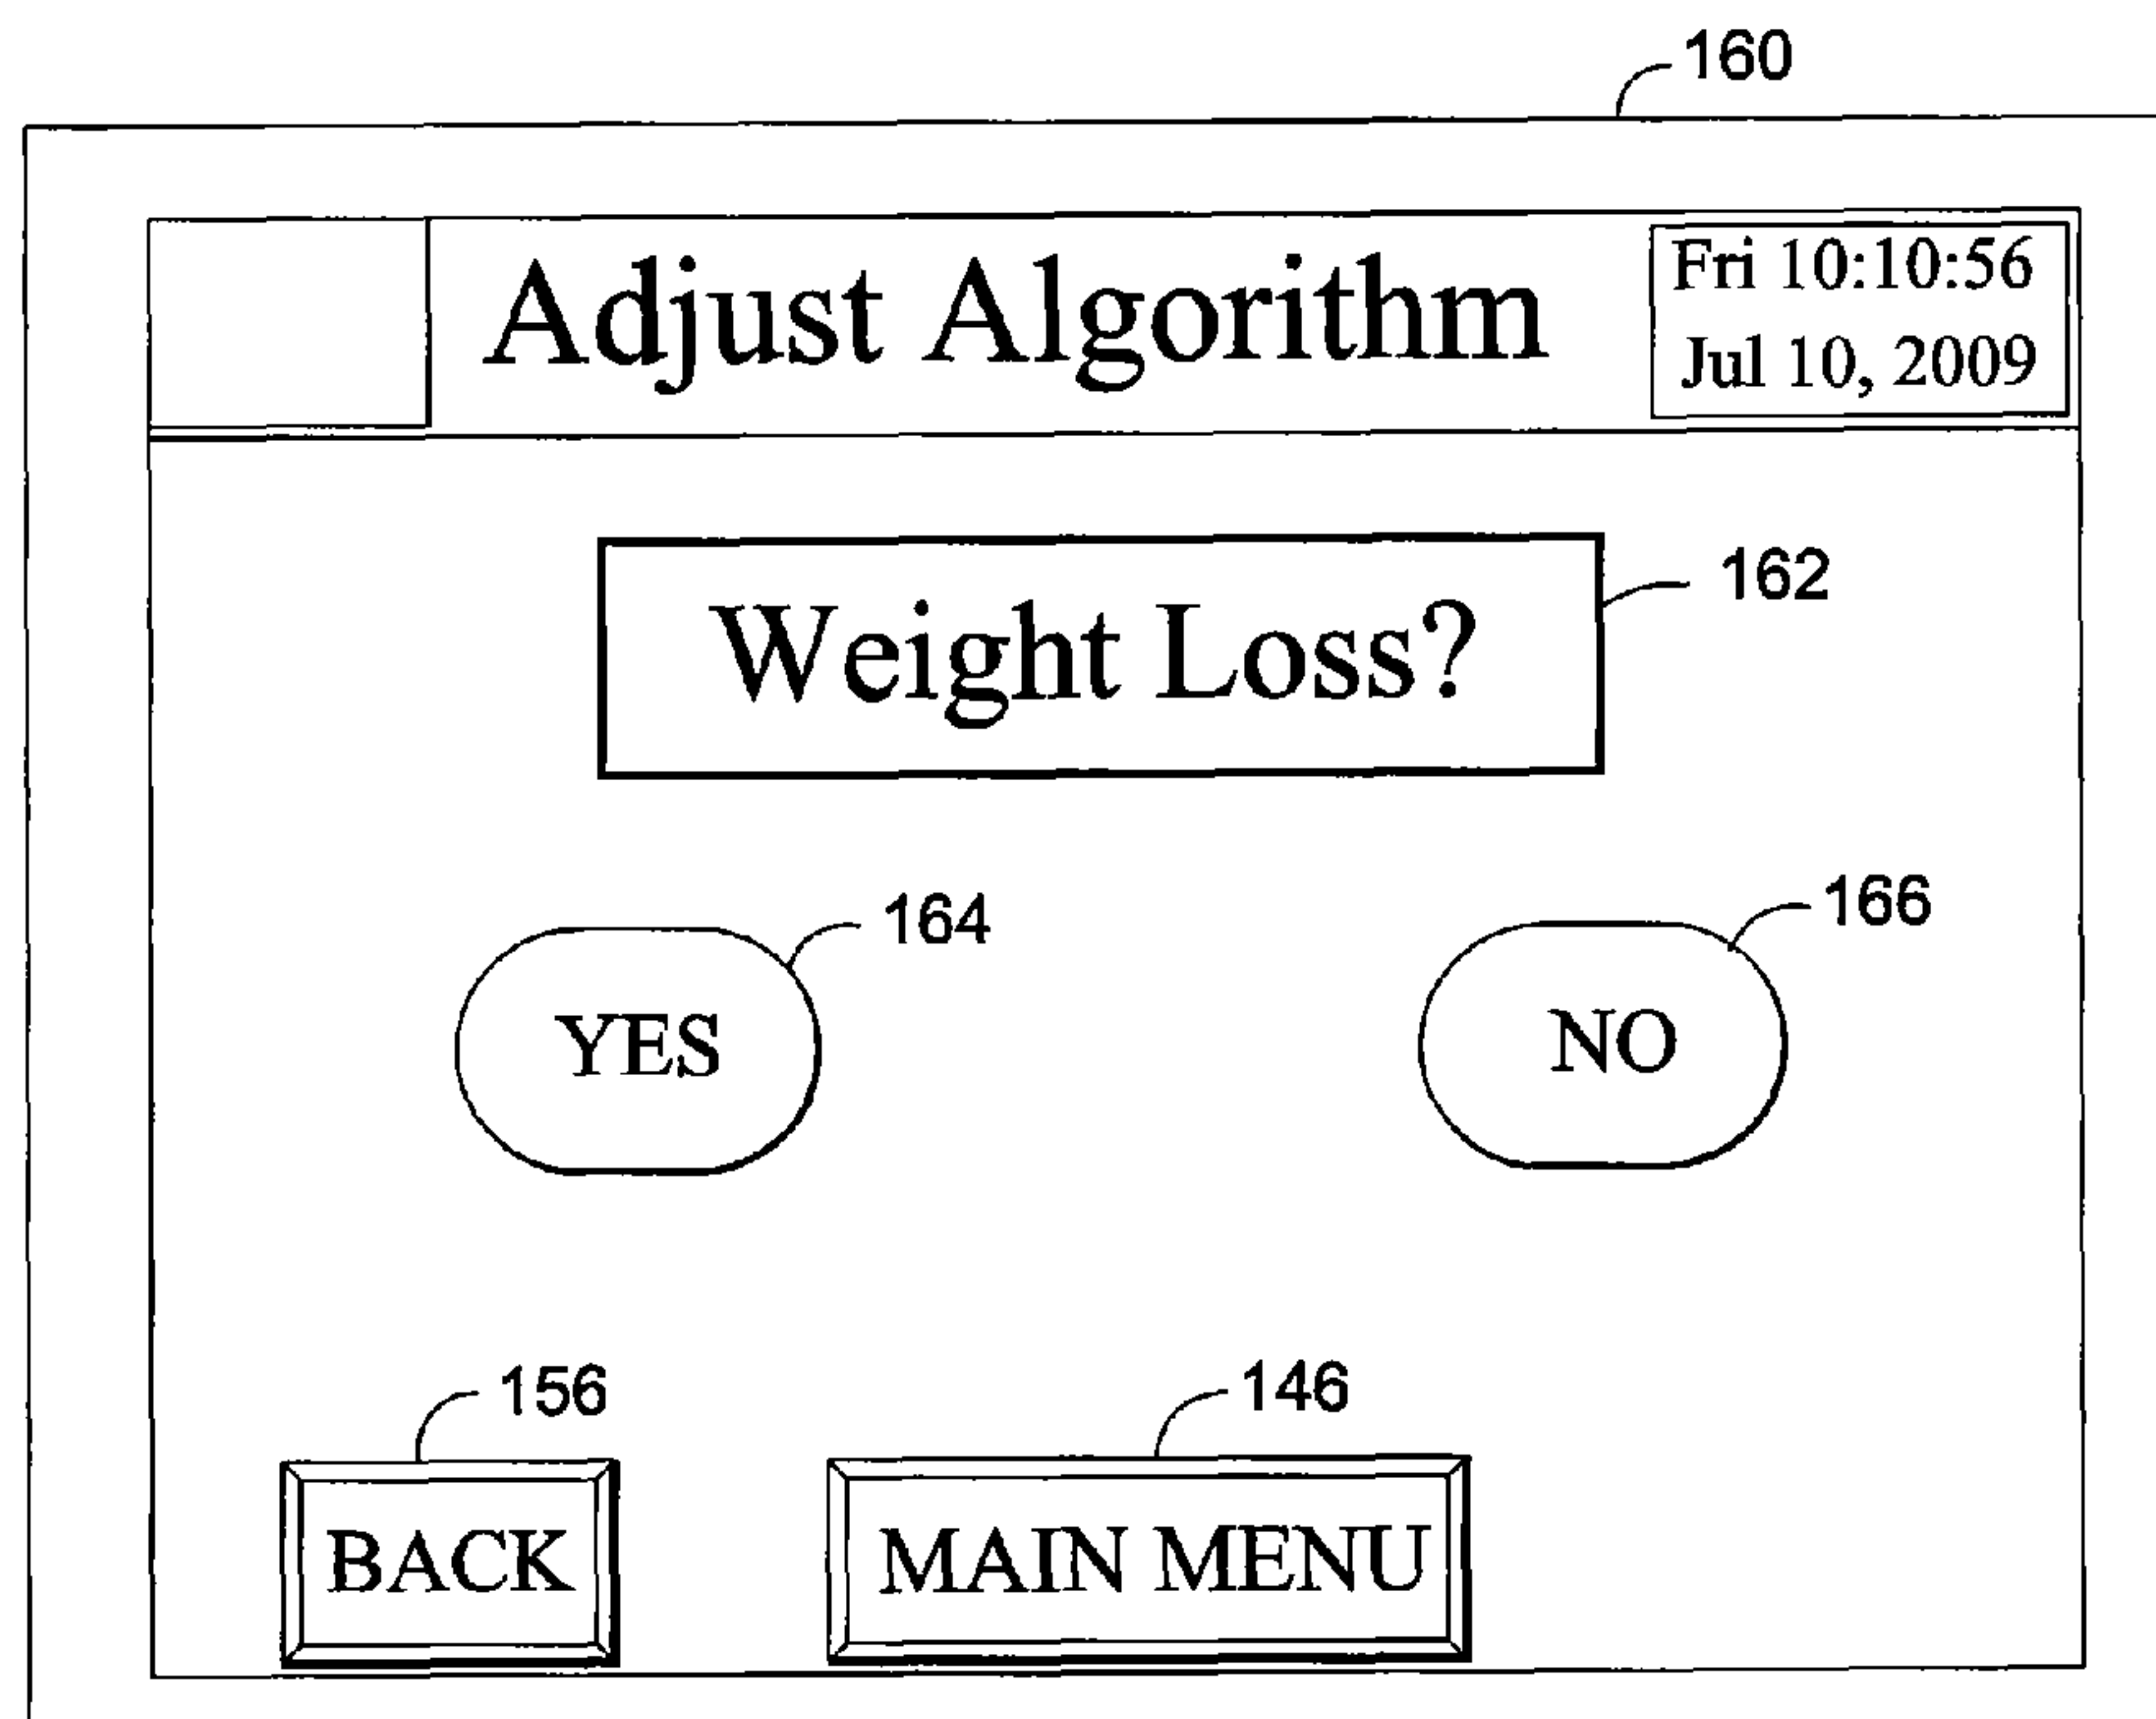 160
Adjust Algorithm
Fri 10:10:56
Jul 10, 2009
Weight Loss?
162
164
166
YES
NO
156
146
BACK
MAIN MENU